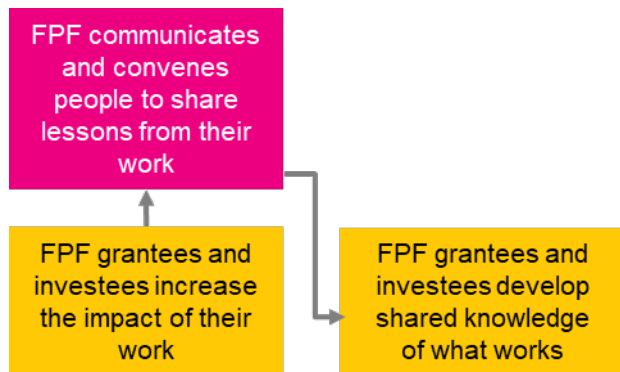 FPF communicates
and convenes
people to share
lessons from their
work
FPF grantees and
investees increase
the impact of their
work
FPF grantees and
investees develop
shared knowledge
of what works